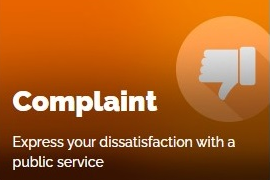 Complaint
Express your dissatisfaction with a
public service